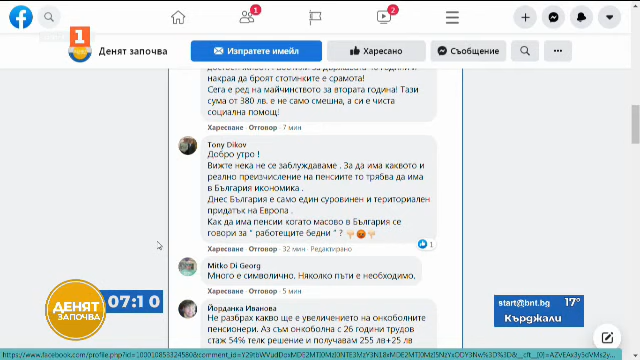 1
2
1
Денят започва
Изпратете имейл
Харесано
Съобщение
накрая да броят стотинките е срамота!
Сега е ред на майчинството за втората година! Тази
сума от 380 лв. е не само смешна, а си е чиста
социална помощ!
Харесване · Отговор · 7 мин
Tony Dikov
Добро утро !
Вижте нека не се заблуждаваме . За да има каквото и
реално преизчисление на пенсиите то трябва да има
в България икономика .
Днес България е само един суровинен и териториален
придатък на Европа .
Как да има пенсии когато масово в България се
говори за " работещите бедни " ?
1
Харесване · Отговор · 32 мин · Редактирано
Mitko Di Georg
Много е символично. Няколко пъти е необходимо.
Харесване · Отговор · 5 мин
Йорданка Иванова
Не разбрах какво ще е увеличението на онкоболните
пенсионери. Аз съм онкоболна с 26 години трудов
стаж 54% телк решение и получавам 255 лв+25 лв
ДЕНЯТ
ЗАПОЧВА
07:10
start@bnt.bg
17°
Кърджали